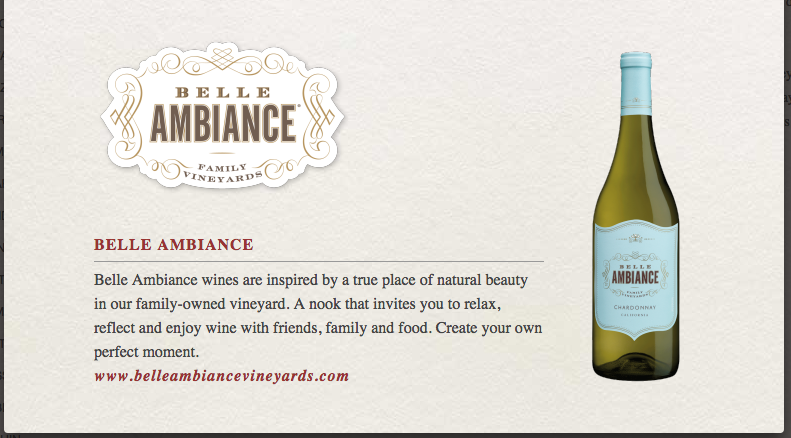 BELLE
AMBIANCE
FAMILY
VINEYARDS
BELLE AMBIANCE
Belle Ambiance wines are inspired by a true place of natural beauty
in our family-owned vineyard. A nook that invites you to relax,
reflect and enjoy wine with friends, family and food. Create your own
perfect moment.
www.belleambiancevineyards.com
BELLE
AMBIANCE
FAMILY
VINEYARDS
CHARDONNAY
CALIFORNIA